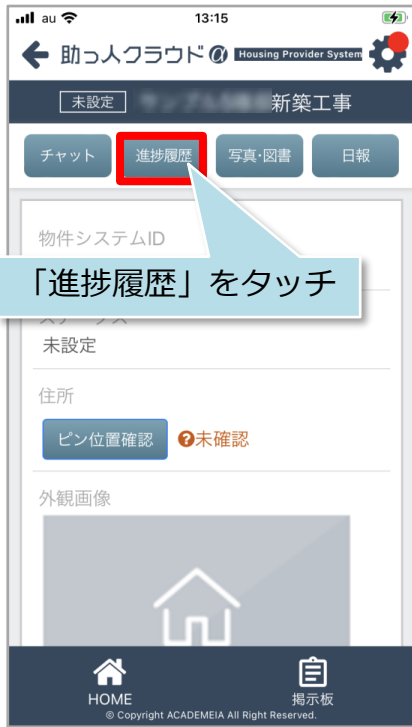 au 13:15
助っ人クラウド α Housing Provider System
未設定 新築工事
チャット 進捗履歴 写真・図書 日報
物件システムID
「進捗履歴」をタッチ
未設定
住所
ピン位置確認 ?未確認
外観画像
HOME 掲示板
© Copyright ACADEMEIA All Right Reserved.